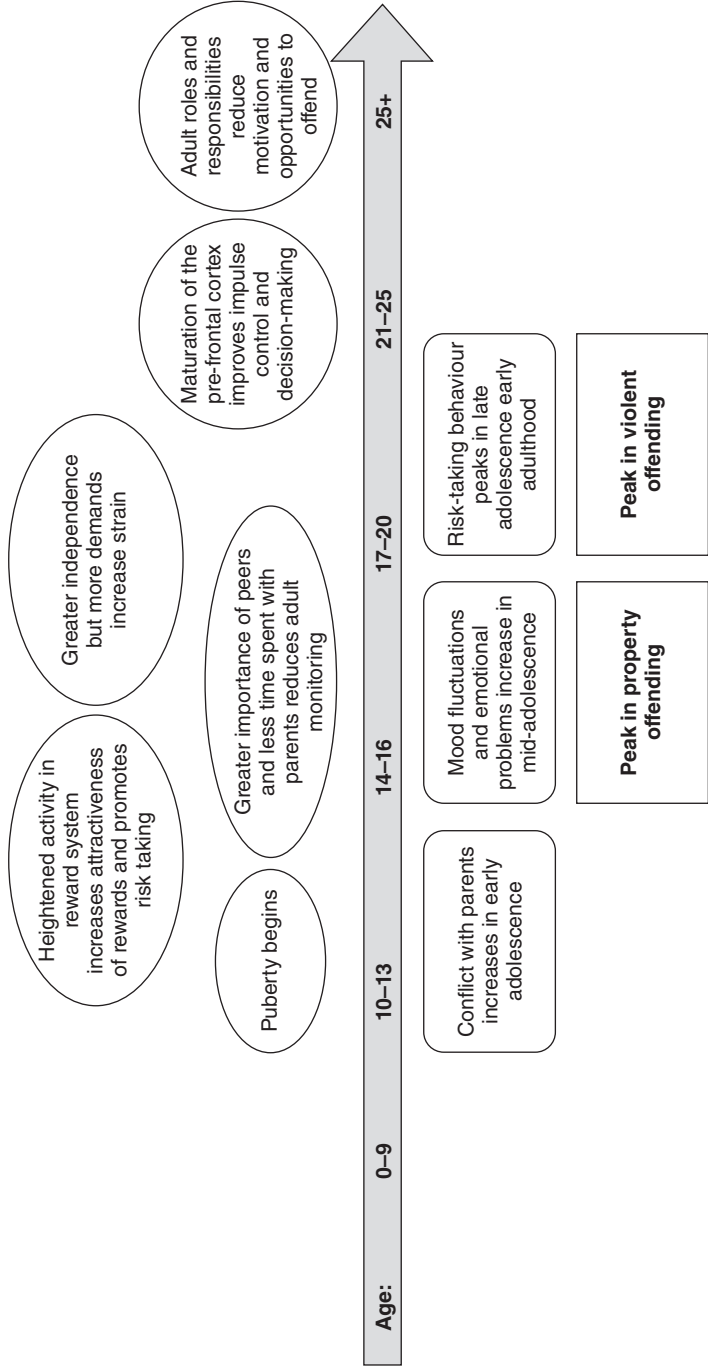 Heightened activity in
reward system
increases attractiveness
of rewards and promotes
risk taking
Greater independence
but more demands
increase strain
Puberty begins
Greater importance of peers
and less time spent with
parents reduces adult
monitoring
Maturation of the
pre-frontal cortex
improves impulse
control and
decision-making
Adult roles and
responsibilities
reduce
motivation and
opportunities to
offend
Age: 0–9 10–13 14–16 17–20 21–25 25+
Conflict with parents
increases in early
adolescence
Mood fluctuations
and emotional
problems increase in
mid-adolescence
Risk-taking behaviour
peaks in late
adolescence early
adulthood
Peak in property
offending
Peak in violent
offending